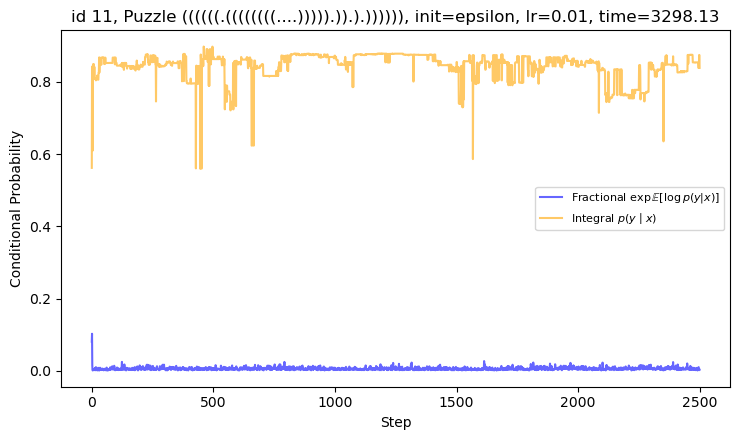 id 11, Puzzle ((((((.((((((((....))))).)).).)))))), init=epsilon, lr=0.01, time=3298.13
Conditional Probability
0.8
0.6
0.4
0.2
0.0
Fractional exp𝔼[log p(y|x)]
Integral p(y | x)
0
500
1000
1500
2000
2500
Step